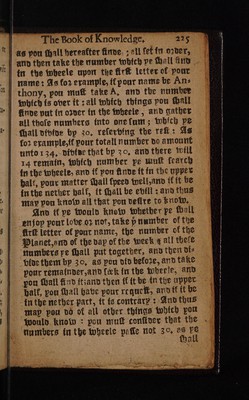 The Book of Knowledge. 225
as you shall hereafter finde: all set in order,
and then take the number which ye shall find
in the wheele upon the first letter of your
name: As for example, if your name be An-
thony, you must take A, and the number
which is over it: all which things you shall
finde put in order in the wheele, and gather
all those numbers into one sum; which ye
shall divide by 30. reserving the rest: As
for example, if your totall number do amount
unto 134. divide that by 30, and there will
14 remain, which number ye must search
in the wheele, and if you finde it in the upper
half, your matter shall speed well, and if it be
in the nether half, it shall be evill: and thus
may you know all that you desire to know.
And if ye would know whether ye shall
enjoy your love or not, take þ number of the
first letter of your name, the number of the
Planet, and of the day of the week & all these
numbers ye shall put together, and then di-
vide them by 30. as you did before, and take
your remainder, and seek in the wheele, and
you shall find it: and then if it be in the upper
half, you shall have your request, and if it be
in the nether part, it is contrary: And thus
may you do of all other things which you
would know: you must consider that the
numbers in the wheele passe not 30. as ye
shall